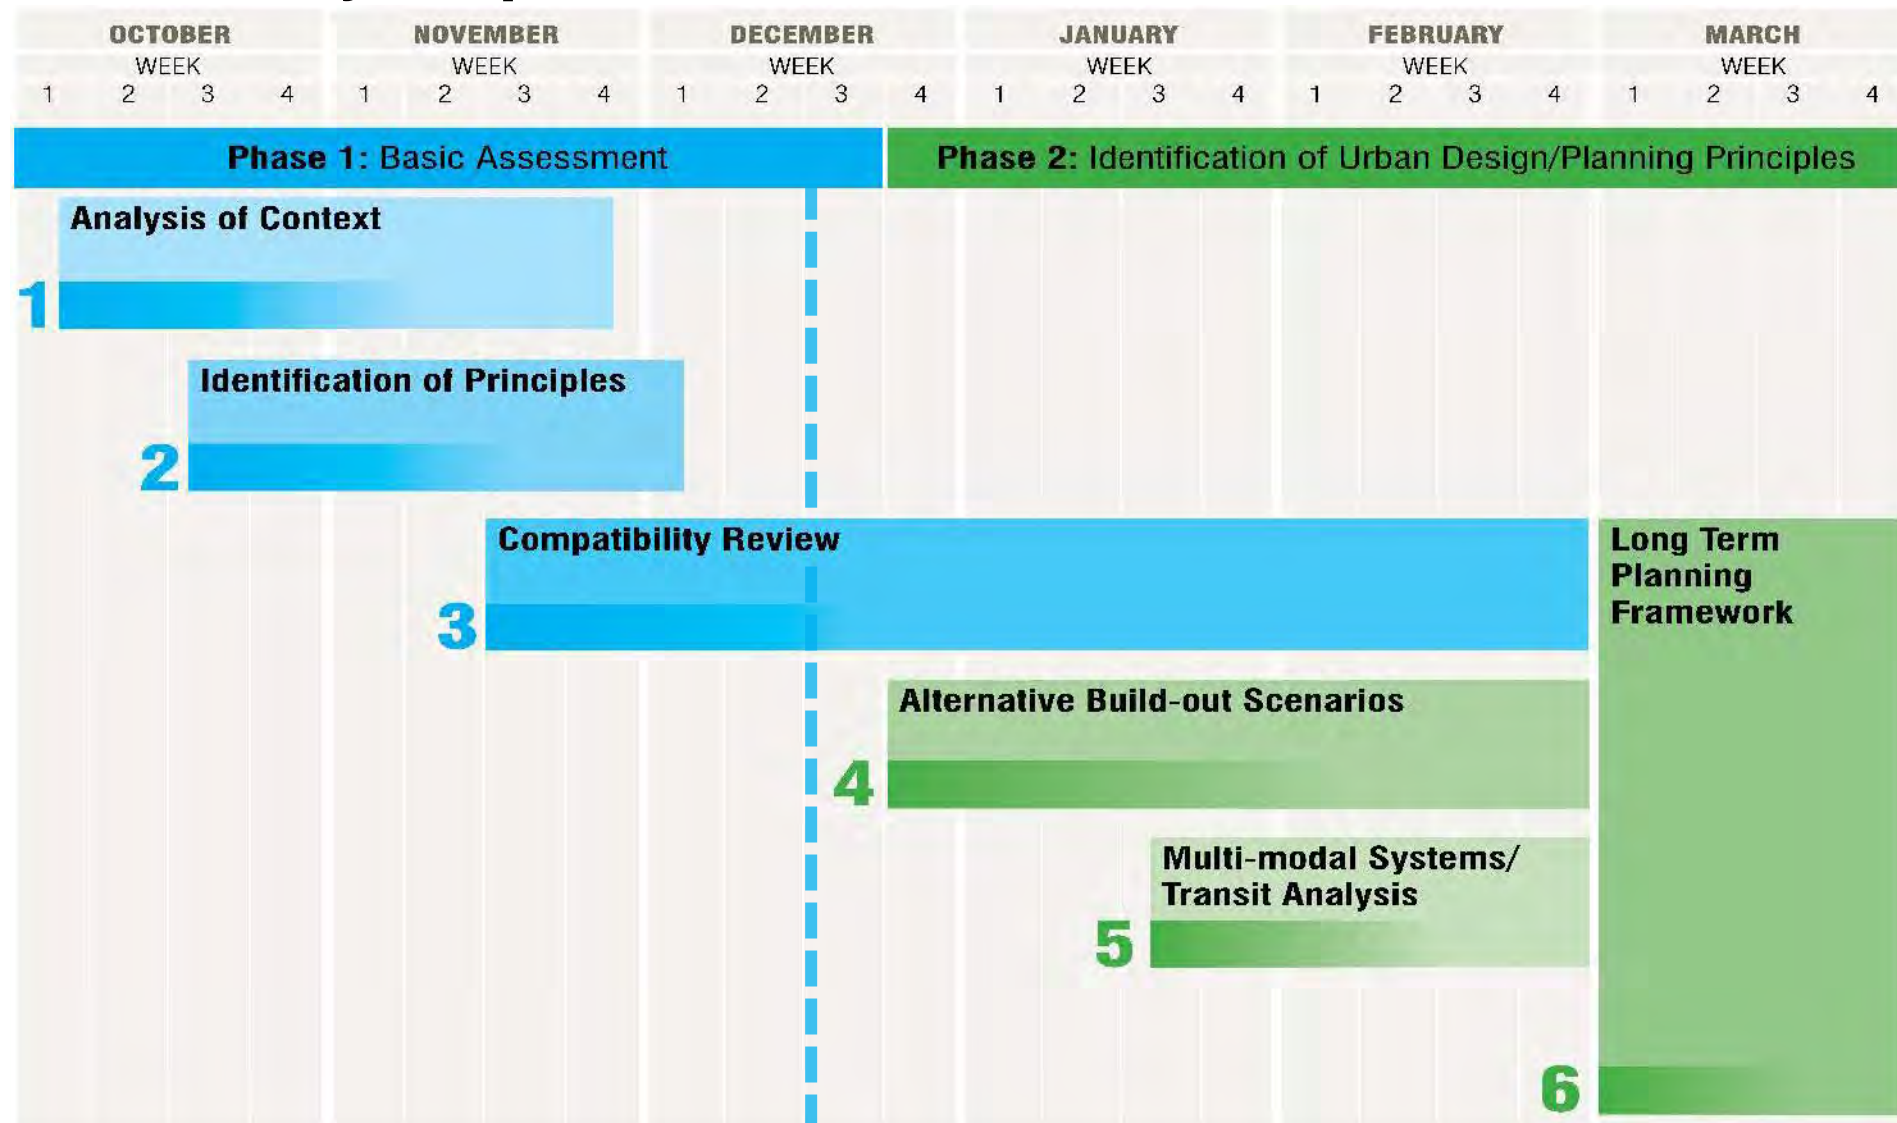 OCTOBER NOVEMBER DECEMBER JANUARY FEBRUARY MARCH
WEEK WEEK WEEK WEEK WEEK WEEK
1 2 3 4 1 2 3 4 1 2 3 4 1 2 3 4 1 2 3 4 1 2 3 4
Phase 1: Basic Assessment Phase 2: Identification of Urban Design/Planning Principles
Analysis of Context
1
Identification of Principles
2
Compatibility Review
3
Long Term
Planning
Framework
Alternative Build-out Scenarios
4
Multi-modal Systems/
Transit Analysis
5
6